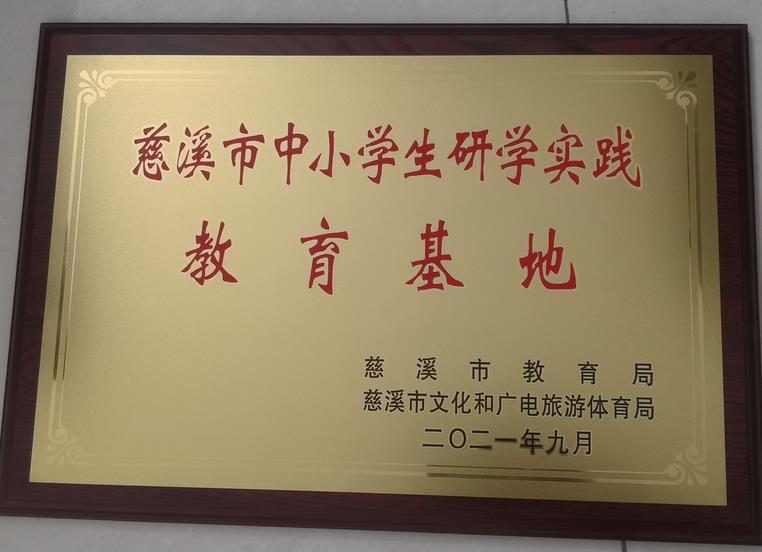 慈溪市中小学生研学实践
教育基地
慈溪市教育局
慈溪市文化和广电旅游体育局
二〇二一年九月